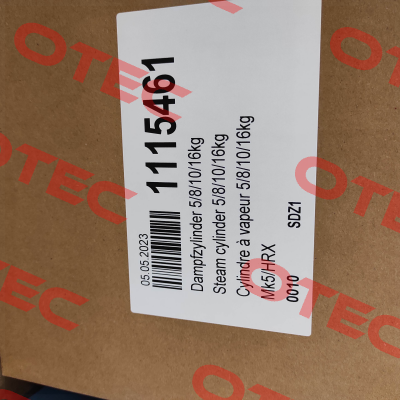 1115461
05.05.2023
Dampfzylinder 5/8/10/16kg
Steam cylinder 5/8/10/16kg
Cylindre à vapeur 5/8/10/16kg
Mk5/HRX
0010 SDZ1
OTEC
OTEC
OTEC
OTEC
OTEC
OTEC